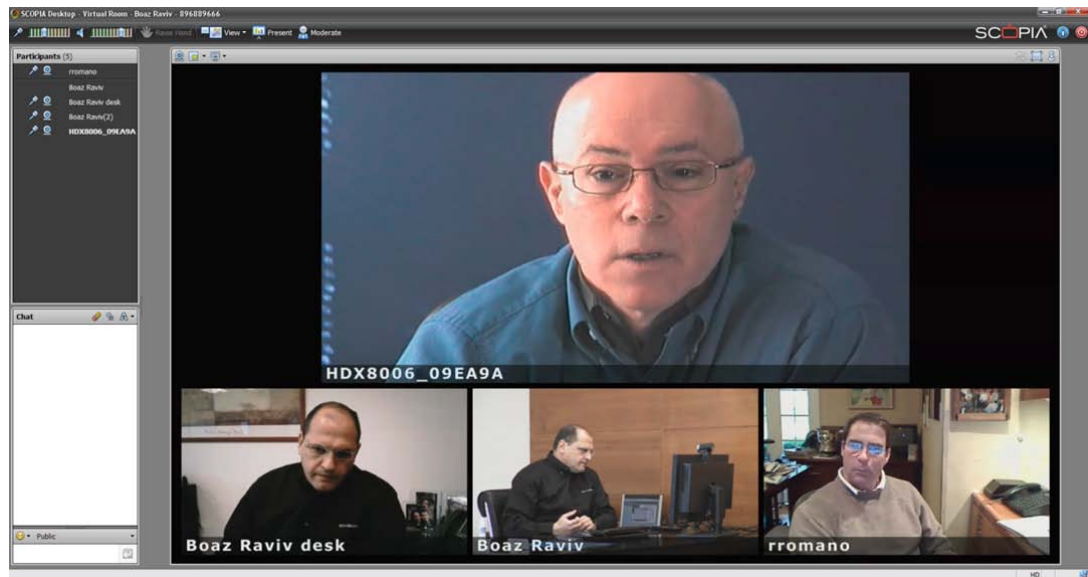 SCOPIA Desktop - Virtual Room - Boaz Raviv - 896889666
Raise Hand View Present Moderate SCOPIA
Participants (5)
rromano
Boaz Raviv
Boaz Raviv desk
Boaz Raviv(2)
HDX8006_09EA9A
HDX8006_09EA9A
Chat
Boaz Raviv desk
Boaz Raviv
rromano
Public
HD